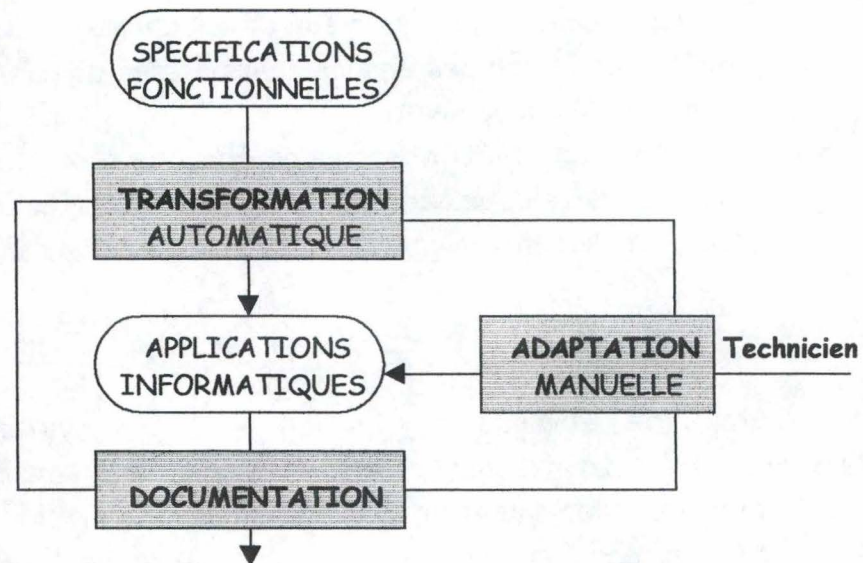 SPECIFICATIONS
FONCTIONNELLES
TRANSFORMATION
AUTOMATIQUE
APPLICATIONS
INFORMATIQUES
ADAPTATION
MANUELLE
Technicien
DOCUMENTATION